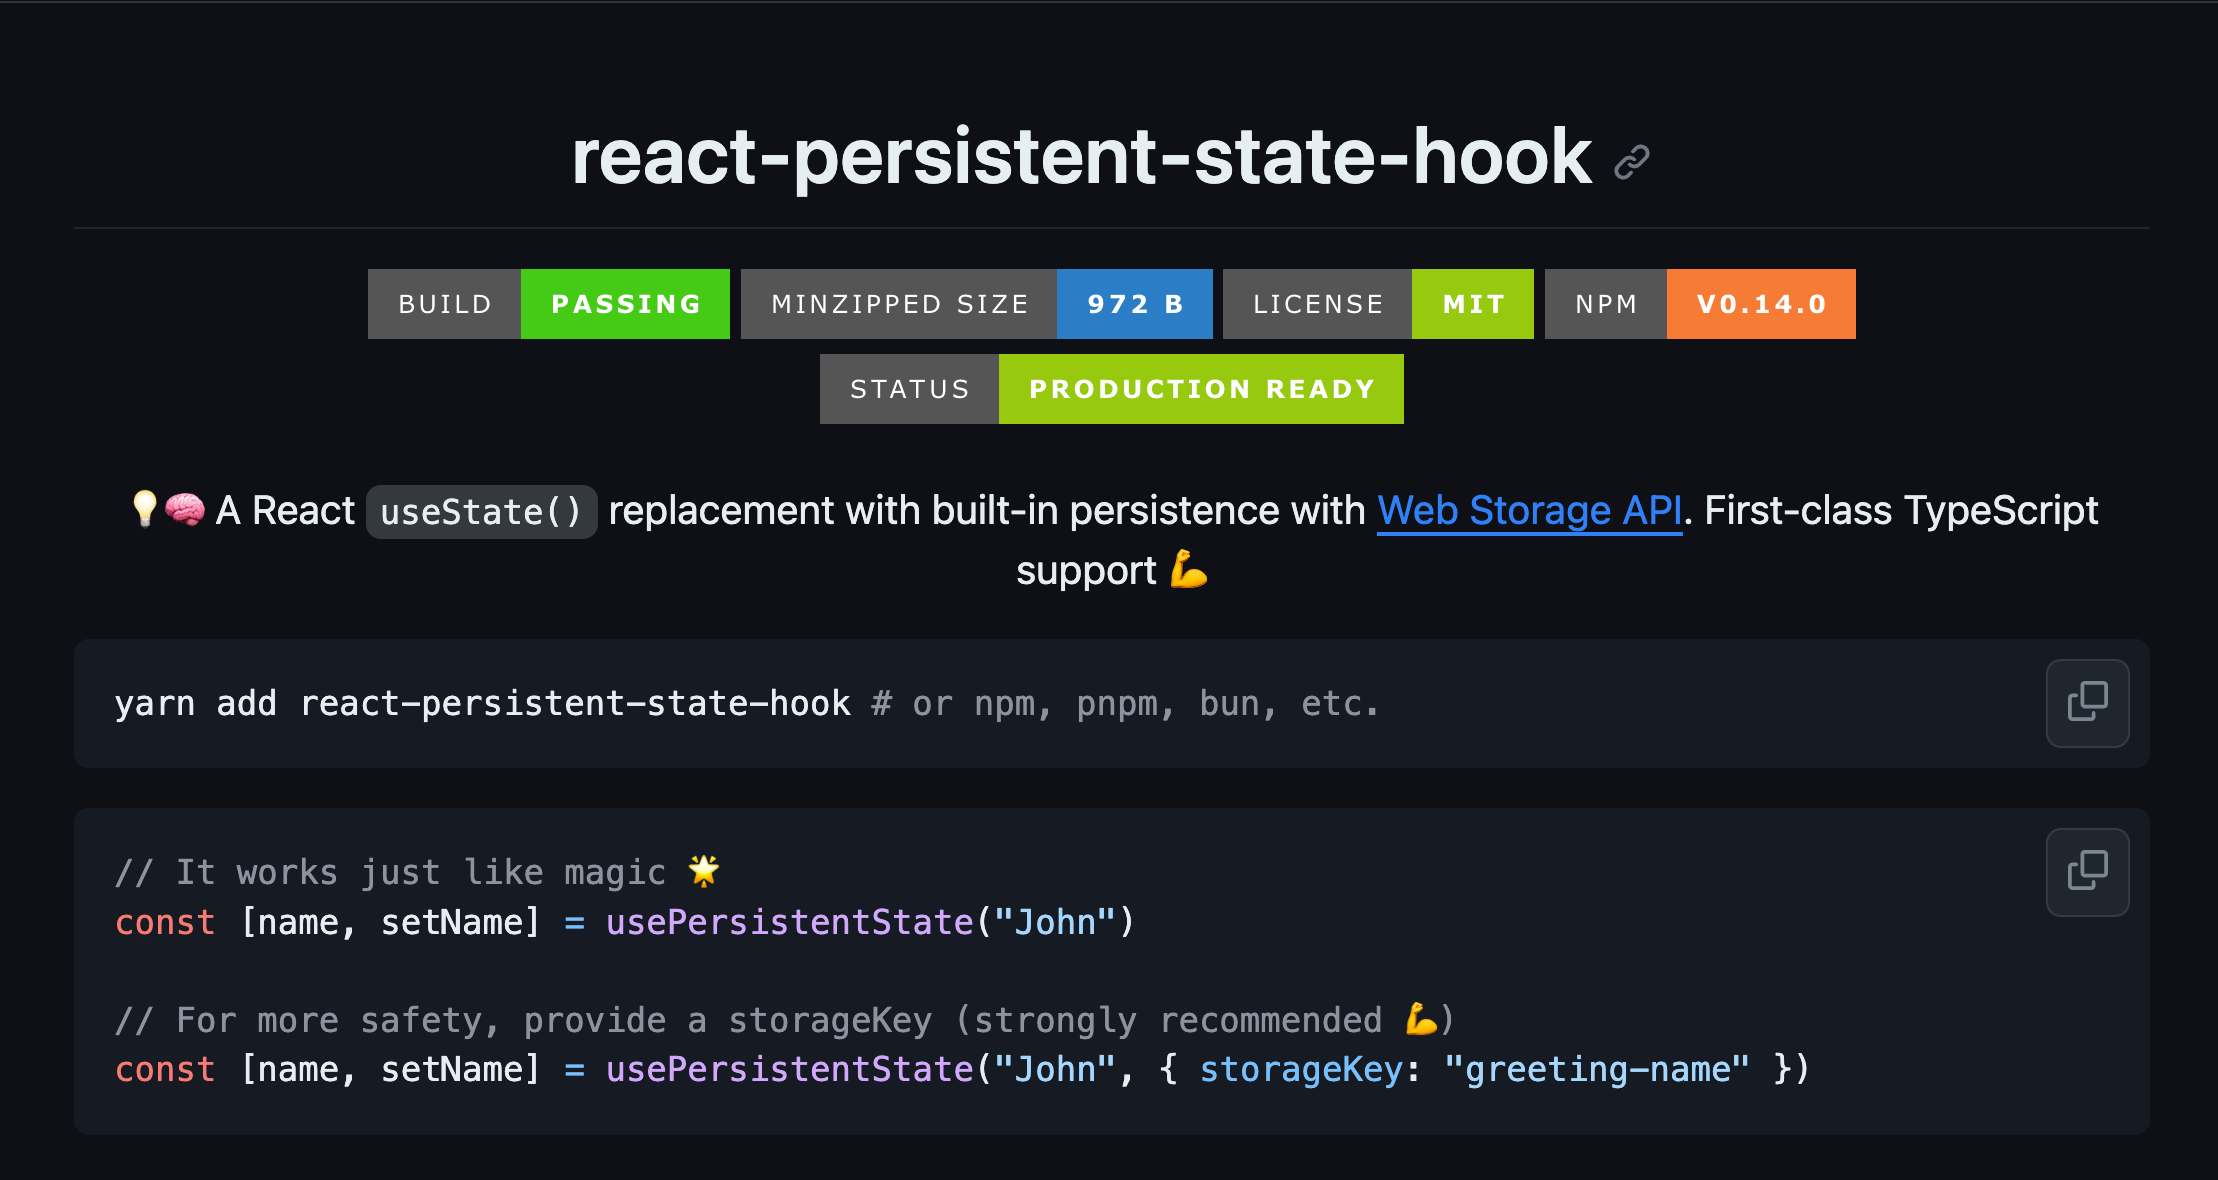 react-persistent-state-hook
BUILD PASSING MINZIPPED SIZE 972 B LICENSE MIT NPM V0.14.0
STATUS PRODUCTION READY
💡🧠 A React useState() replacement with built-in persistence with Web Storage API. First-class TypeScript
support 💪
yarn add react-persistent-state-hook # or npm, pnpm, bun, etc.
// It works just like magic 🌟
const [name, setName] = usePersistentState("John")
// For more safety, provide a storageKey (strongly recommended 💪)
const [name, setName] = usePersistentState("John", { storageKey: "greeting-name" })